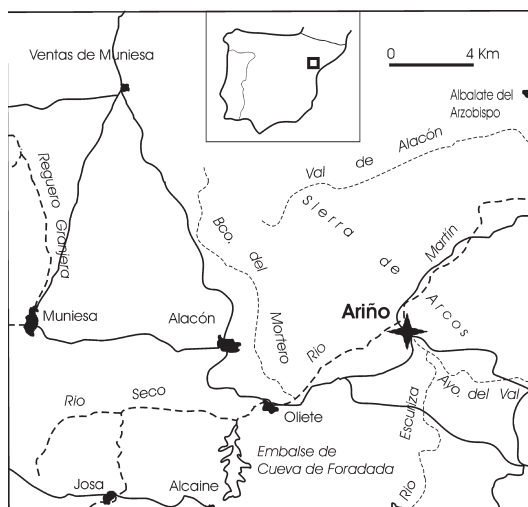 Ventas de Muniesa
0 4 Km
Albalate del
Arzobispo
Val de Alacón
Sierra de Arcos
Reguero Granjera
Bco. del Mortero
Río Martín
Muniesa
Alacón
Ariño
Ayo. del Val
Río Seco
Oliete
Río Escuriza
Embalse de
Cueva de Foradada
Josa
Alcaine